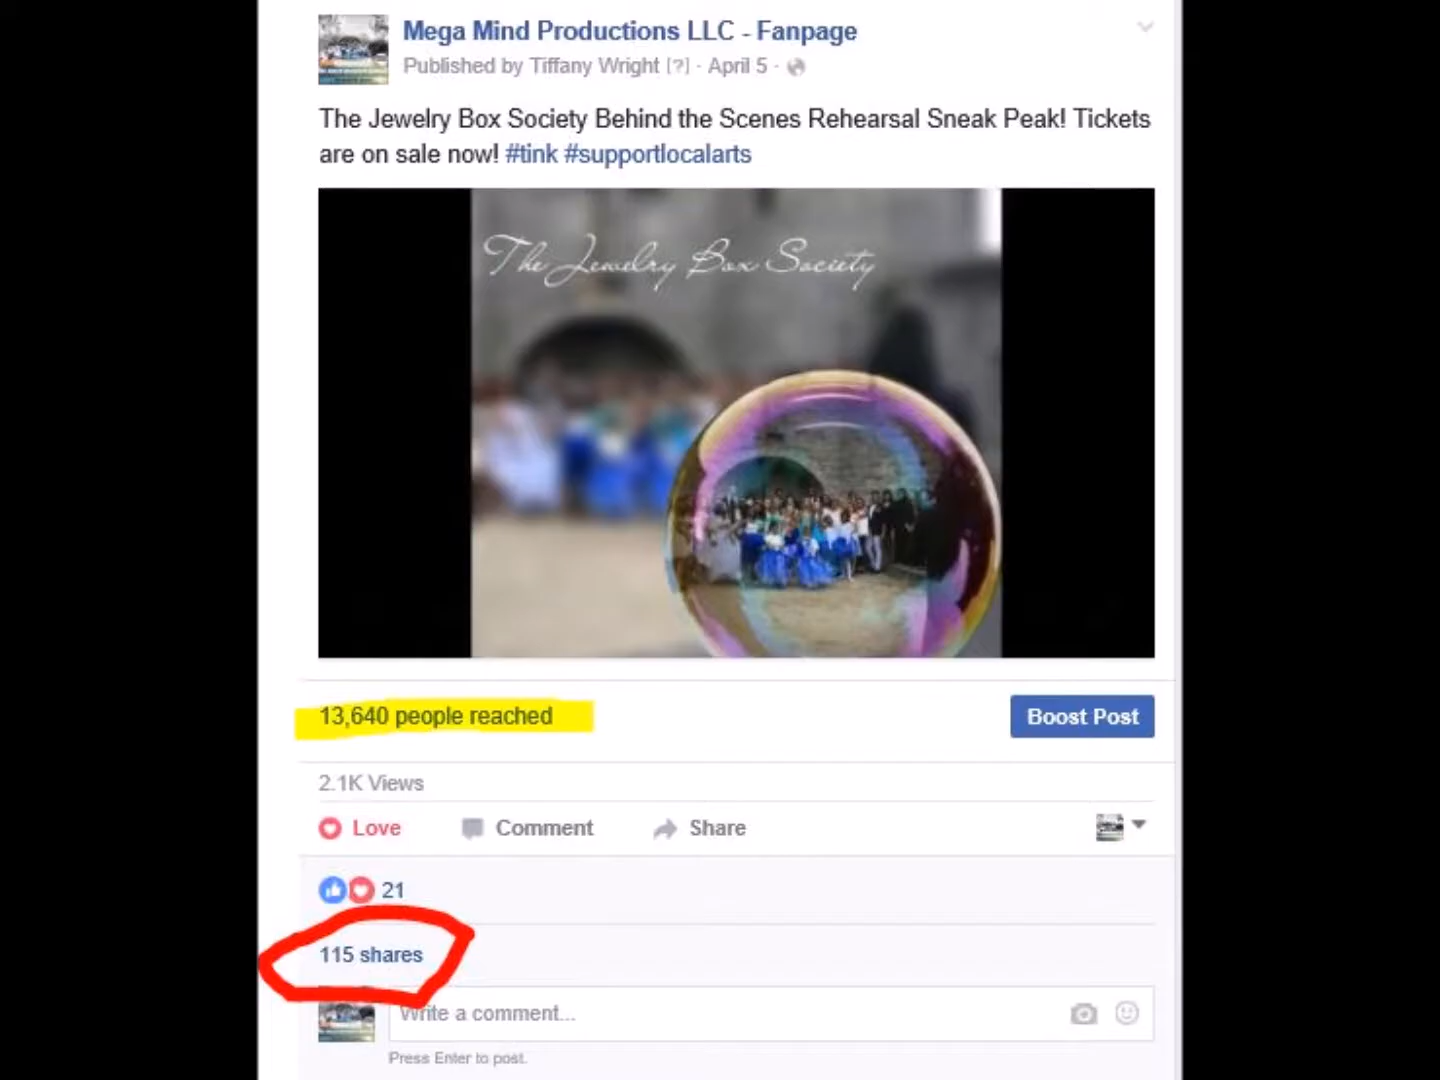 Mega Mind Productions LLC - Fanpage
Published by Tiffany Wright [?] · April 5 ·
The Jewelry Box Society Behind the Scenes Rehearsal Sneak Peak! Tickets
are on sale now! #tink #supportlocalarts
The Jewelry Box Society
13,640 people reached
Boost Post
2.1K Views
Love Comment Share
21
115 shares
Write a comment...
Press Enter to post.